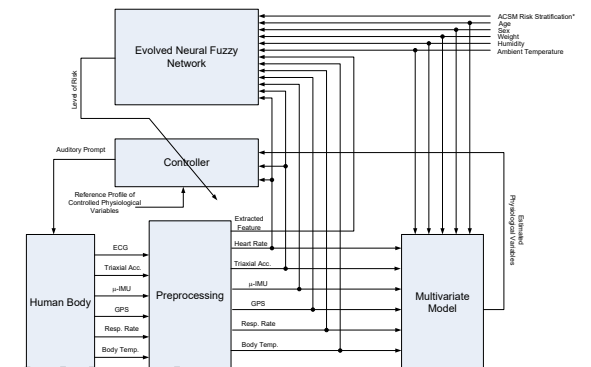 ACSM Risk Stratification*
Age
Sex
Weight
Humidity
Ambient Temperature
Evolved Neural Fuzzy
Network
Level of Risk
Auditory Prompt
Controller
Reference Profile of
Controlled Physiological
Variables
Extracted
Feature
Estimated
Physiological Variables
Human Body
ECG
Triaxial Acc.
μ-IMU
GPS
Resp. Rate
Body Temp.
Preprocessing
Heart Rate
Triaxial Acc.
μ-IMU
GPS
Resp. Rate
Body Temp.
Multivariate
Model